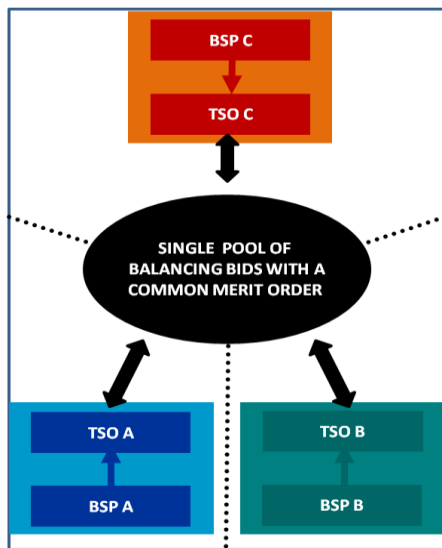 BSP C
TSO C
SINGLE POOL OF
BALANCING BIDS WITH A
COMMON MERIT ORDER
TSO A
BSP A
TSO B
BSP B